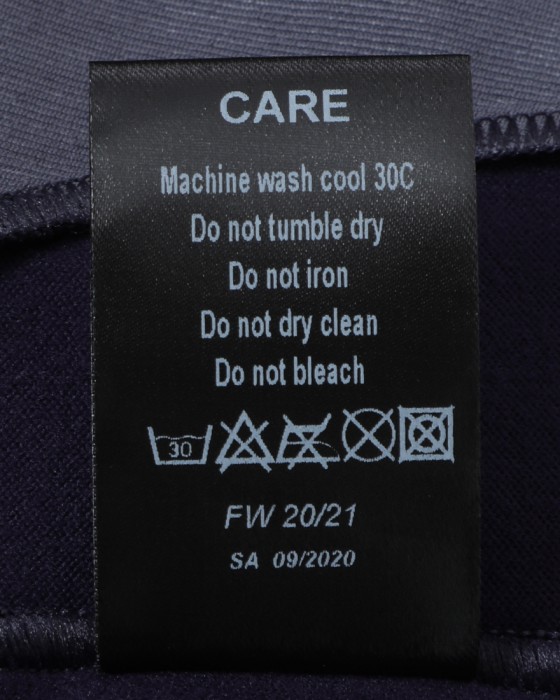 CARE
Machine wash cool 30C
Do not tumble dry
Do not iron
Do not dry clean
Do not bleach
30
FW 20/21
SA 09/2020